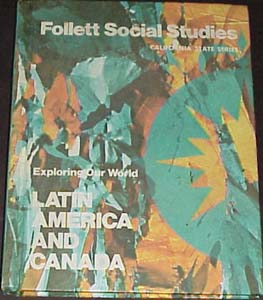 Follett Social Studies
CALIFORNIA STATE SERIES
Exploring Our World
LATIN
AMERICA
AND
CANADA